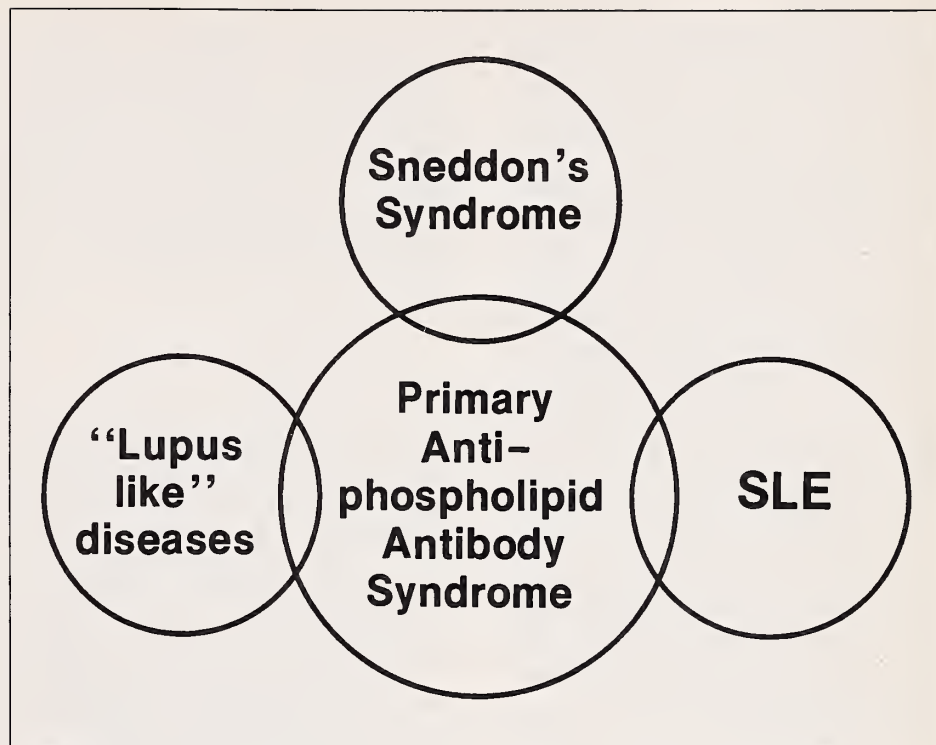 Sneddon's
Syndrome
Primary
Anti–
phospholipid
Antibody
Syndrome
“Lupus
like”
diseases
SLE